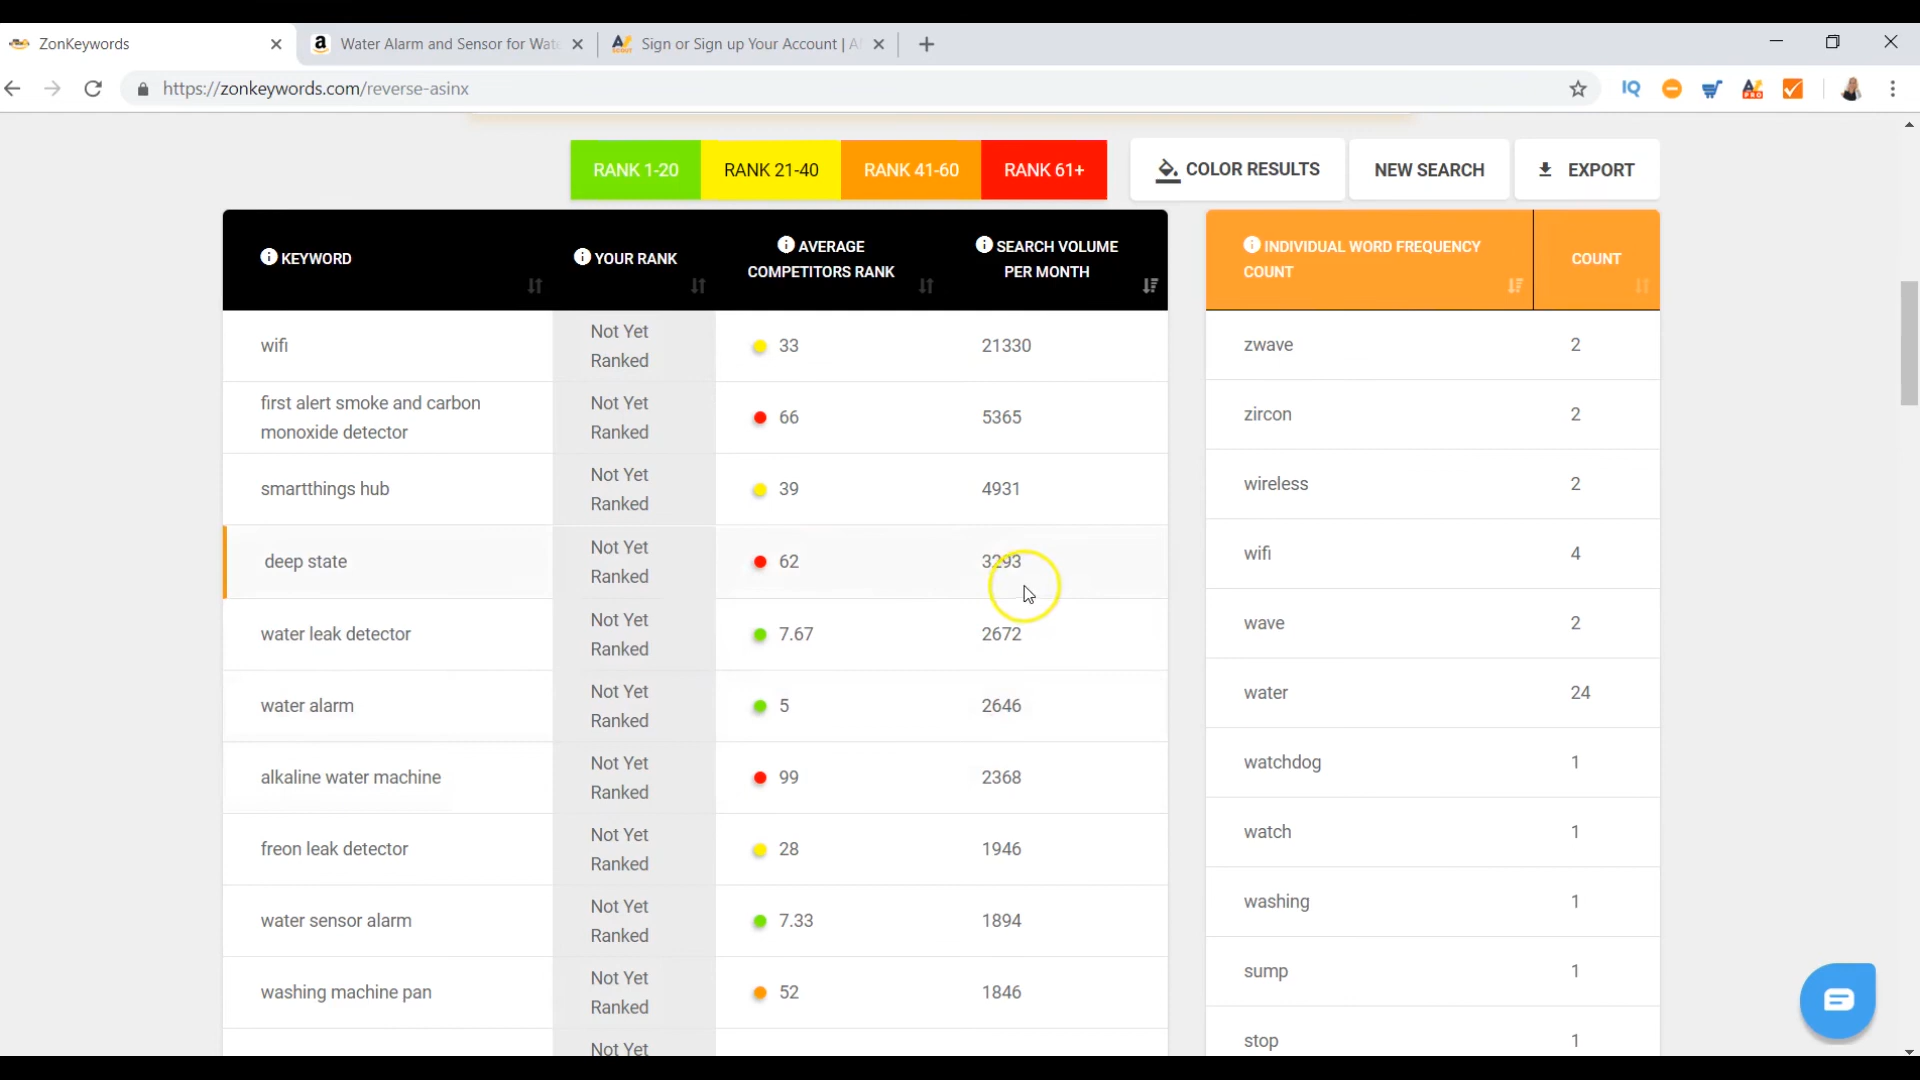 ZonKeywords
Water Alarm and Sensor for Wat
Sign or Sign up Your Account | A
https://zonkeywords.com/reverse-asinx
IQ
RANK 1-20
RANK 21-40
RANK 41-60
RANK 61+
COLOR RESULTS
NEW SEARCH
EXPORT
KEYWORD
YOUR RANK
AVERAGE
COMPETITORS RANK
SEARCH VOLUME
PER MONTH
wifi
Not Yet
Ranked
33
21330
first alert smoke and carbon
monoxide detector
Not Yet
Ranked
66
5365
smartthings hub
Not Yet
Ranked
39
4931
deep state
Not Yet
Ranked
62
3293
water leak detector
Not Yet
Ranked
7.67
2672
water alarm
Not Yet
Ranked
5
2646
alkaline water machine
Not Yet
Ranked
99
2368
freon leak detector
Not Yet
Ranked
28
1946
water sensor alarm
Not Yet
Ranked
7.33
1894
washing machine pan
Not Yet
Ranked
52
1846
Not Yet
INDIVIDUAL WORD FREQUENCY
COUNT
COUNT
zwave
2
zircon
2
wireless
2
wifi
4
wave
2
water
24
watchdog
1
watch
1
washing
1
sump
1
stop
1